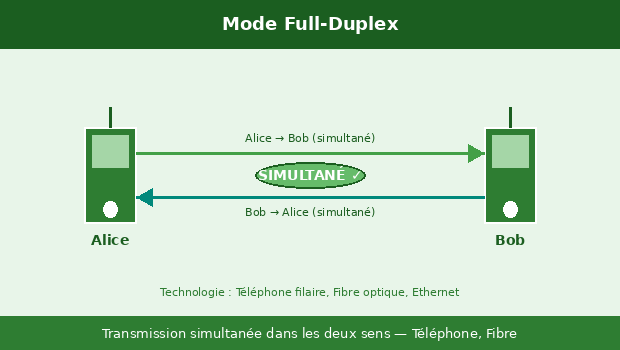 Mode Full-Duplex
Alice → Bob (simultané)
SIMULTANÉ ✓
Bob → Alice (simultané)
Alice
Bob
Technologie : Téléphone filaire, Fibre optique, Ethernet
Transmission simultanée dans les deux sens — Téléphone, Fibre